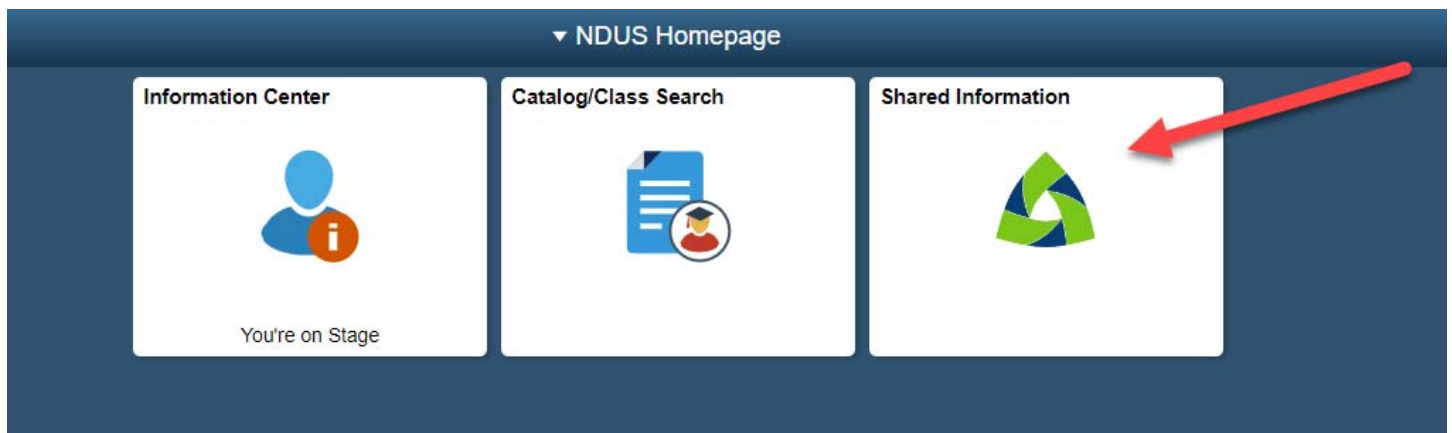 NDUS Homepage
Information Center
Catalog/Class Search
Shared Information
i
You're on Stage